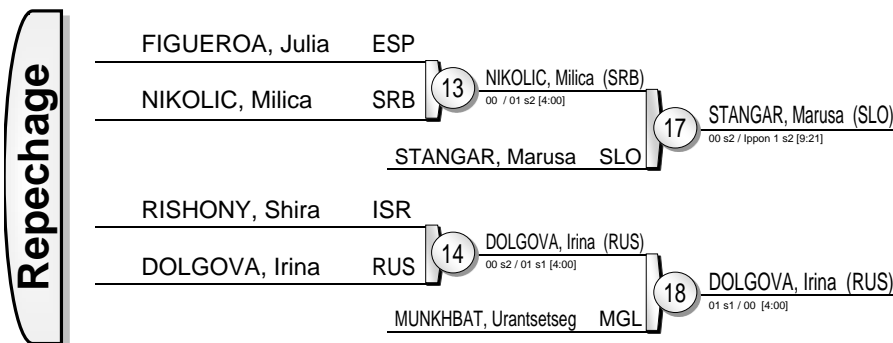 Repechage
FIGUEROA, Julia ESP
NIKOLIC, Milica SRB
13
NIKOLIC, Milica (SRB)
00 / 01 s2 [4:00]
STANGAR, Marusa SLO
17
STANGAR, Marusa (SLO)
00 s2 / Ippon 1 s2 [9:21]
RISHONY, Shira ISR
DOLGOVA, Irina RUS
14
DOLGOVA, Irina (RUS)
00 s2 / 01 s1 [4:00]
MUNKHBAT, Urantsetseg MGL
18
DOLGOVA, Irina (RUS)
01 s1 / 00 [4:00]